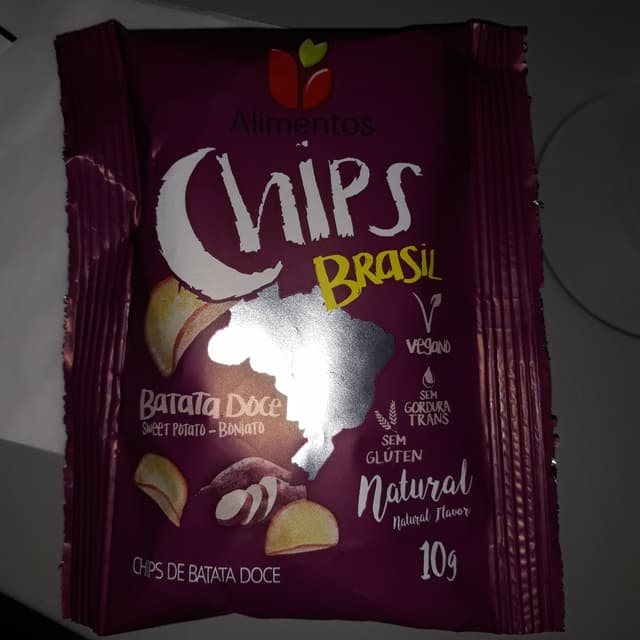 Alimentos
Chips
BRASIL
VEGANO
SEM
GORDURA
TRANS
BATATA DOCE
SWEET POTATO - BONIATO
SEM
GLÚTEN
Natural
Natural Flavor
10g
CHIPS DE BATATA DOCE